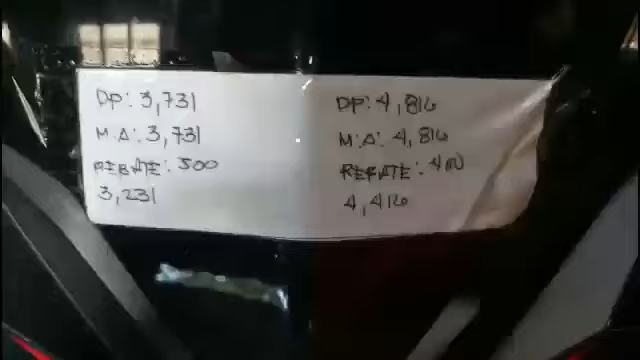 DP: 3,731
M.A: 3,731
REBATE: 500
3,231
DP: 4,816
M.A: 4,816
REBATE: 400
4,416